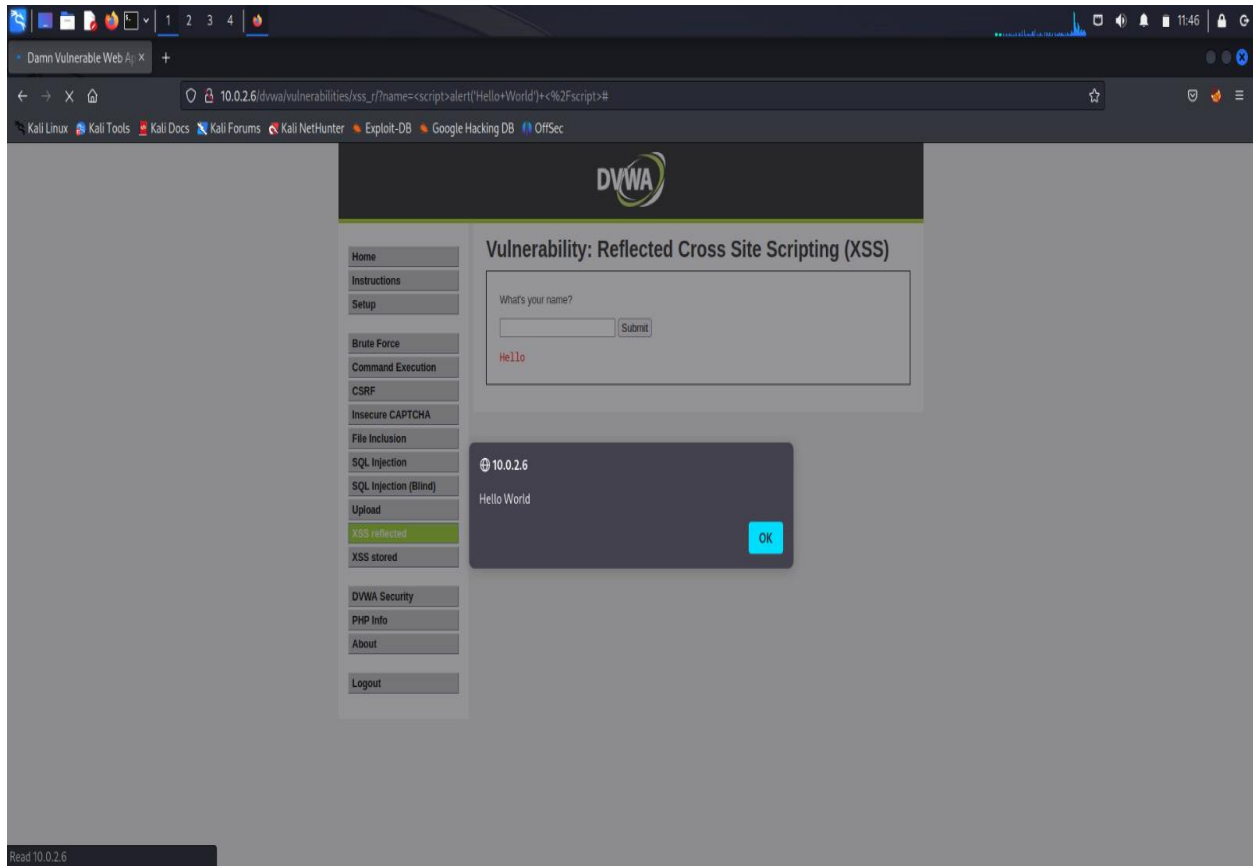 1 2 3 4
11:46
Damn Vulnerable Web Ap
10.0.2.6/dvwa/vulnerabilities/xss_r/?name=<script>alert('Hello+World')+<%2Fscript>#
Kali Linux Kali Tools Kali Docs Kali Forums Kali NetHunter Exploit-DB Google Hacking DB OffSec
DVWA
Home
Instructions
Setup
Brute Force
Command Execution
CSRF
Insecure CAPTCHA
File Inclusion
SQL Injection
SQL Injection (Blind)
Upload
XSS reflected
XSS stored
DVWA Security
PHP Info
About
Logout
Vulnerability: Reflected Cross Site Scripting (XSS)
What's your name?
Submit
Hello
10.0.2.6
Hello World
OK
Read 10.0.2.6